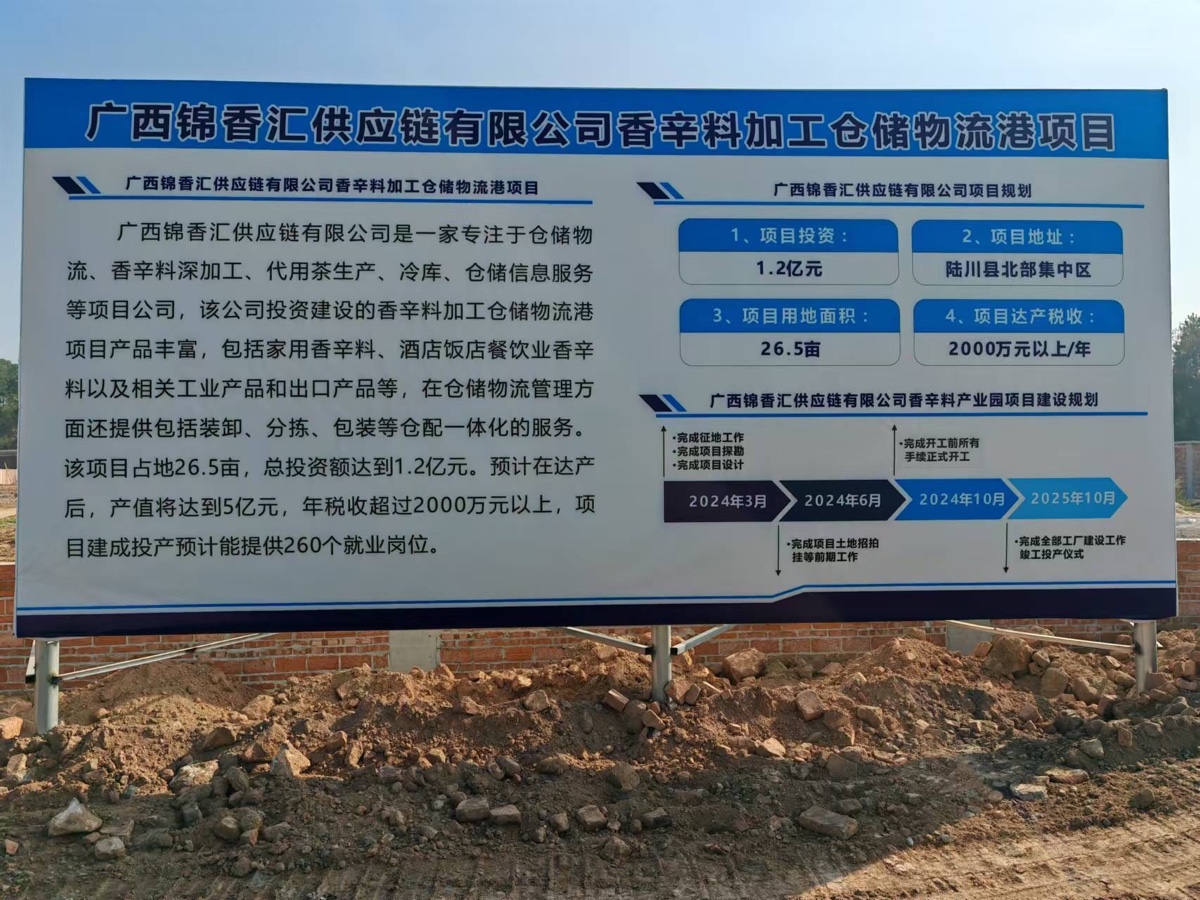 广西锦香汇供应链有限公司香辛料加工仓储物流港项目
广西锦香汇供应链有限公司香辛料加工仓储物流港项目
广西锦香汇供应链有限公司是一家专注于仓储物
流、香辛料深加工、代用茶生产、冷库、仓储信息服务
等项目公司，该公司投资建设的香辛料加工仓储物流港
项目产品丰富，包括家用香辛料、酒店饭店餐饮业香辛
料以及相关工业产品和出口产品等，在仓储物流管理方
面还提供包括装卸、分拣、包装等仓配一体化的服务。
该项目占地26.5亩，总投资额达到1.2亿元。预计在达产
后，产值将达到5亿元，年税收超过2000万元以上，项
目建成投产预计能提供260个就业岗位。
广西锦香汇供应链有限公司项目规划
1、项目投资：
1.2亿元
2、项目地址：
陆川县北部集中区
3、项目用地面积：
26.5亩
4、项目达产税收：
2000万元以上/年
广西锦香汇供应链有限公司香辛料产业园项目建设规划
·完成征地工作
·完成项目探勘
·完成项目设计
·完成开工前所有
手续正式开工
2024年3月
2024年6月
2024年10月
2025年10月
·完成项目土地招拍
挂等前期工作
·完成全部工厂建设工作
竣工投产仪式